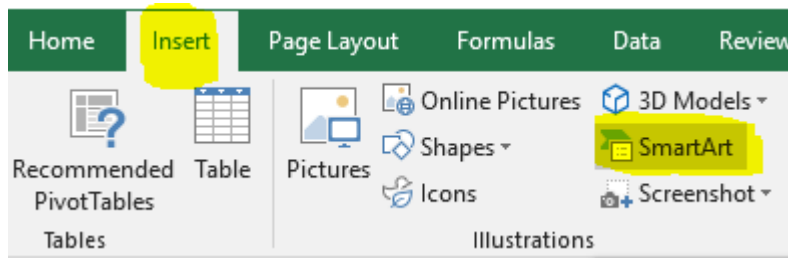 Home Insert Page Layout Formulas Data Review
Recommended
PivotTables
Table
Pictures
Online Pictures
Shapes
Icons
3D Models
SmartArt
Screenshot
Tables
Illustrations